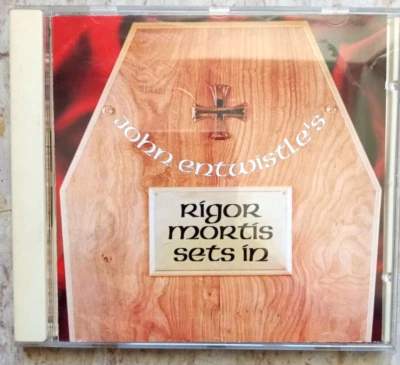 John Entwistle's
Rigor
Mortis
Sets In